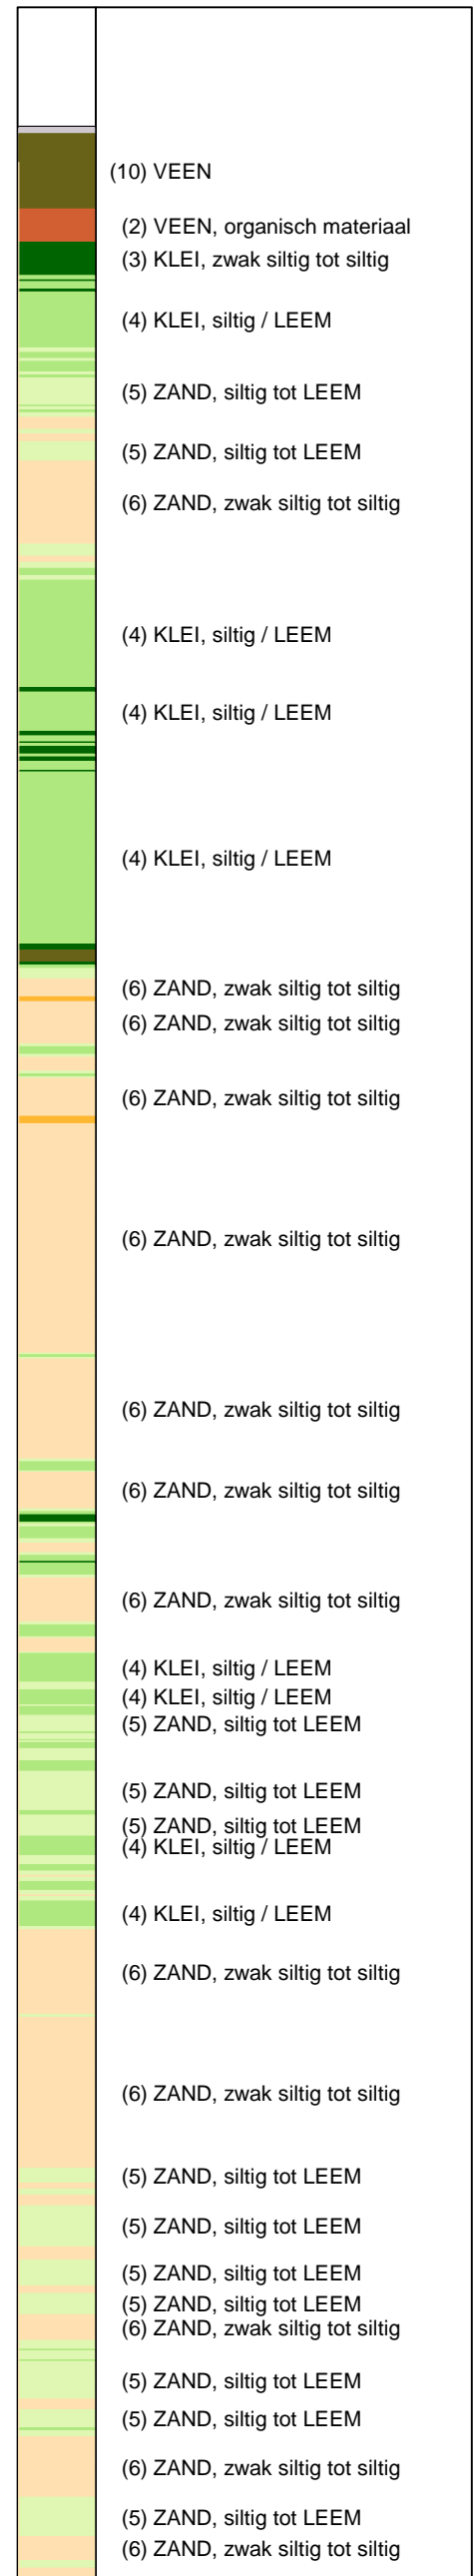 (10) VEEN
(2) VEEN, organisch materiaal
(3) KLEI, zwak siltig tot siltig
(4) KLEI, siltig / LEEM
(5) ZAND, siltig tot LEEM
(5) ZAND, siltig tot LEEM
(6) ZAND, zwak siltig tot siltig
(4) KLEI, siltig / LEEM
(4) KLEI, siltig / LEEM
(4) KLEI, siltig / LEEM
(6) ZAND, zwak siltig tot siltig
(6) ZAND, zwak siltig tot siltig
(6) ZAND, zwak siltig tot siltig
(6) ZAND, zwak siltig tot siltig
(6) ZAND, zwak siltig tot siltig
(6) ZAND, zwak siltig tot siltig
(6) ZAND, zwak siltig tot siltig
(4) KLEI, siltig / LEEM
(4) KLEI, siltig / LEEM
(5) ZAND, siltig tot LEEM
(5) ZAND, siltig tot LEEM
(5) ZAND, siltig tot LEEM
(4) KLEI, siltig / LEEM
(4) KLEI, siltig / LEEM
(6) ZAND, zwak siltig tot siltig
(6) ZAND, zwak siltig tot siltig
(5) ZAND, siltig tot LEEM
(5) ZAND, siltig tot LEEM
(5) ZAND, siltig tot LEEM
(5) ZAND, siltig tot LEEM
(6) ZAND, zwak siltig tot siltig
(5) ZAND, siltig tot LEEM
(5) ZAND, siltig tot LEEM
(6) ZAND, zwak siltig tot siltig
(5) ZAND, siltig tot LEEM
(6) ZAND, zwak siltig tot siltig